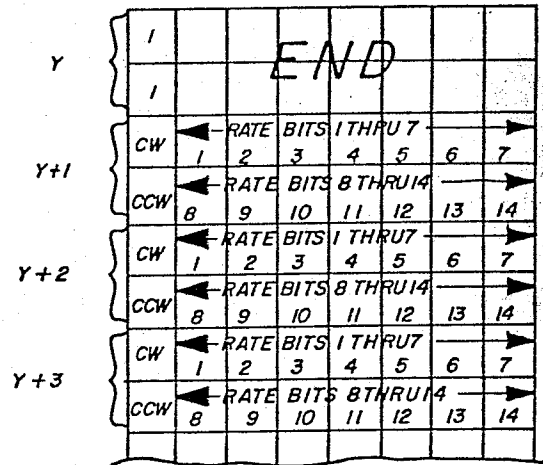 1
Y END
1
CW RATE BITS 1 THRU 7
1 2 3 4 5 6 7
Y+1
CCW RATE BITS 8 THRU 14
8 9 10 11 12 13 14
CW RATE BITS 1 THRU 7
1 2 3 4 5 6 7
Y+2
CCW RATE BITS 8 THRU 14
8 9 10 11 12 13 14
CW RATE BITS 1 THRU 7
1 2 3 4 5 6 7
Y+3
CCW RATE BITS 8 THRU 14
8 9 10 11 12 13 14